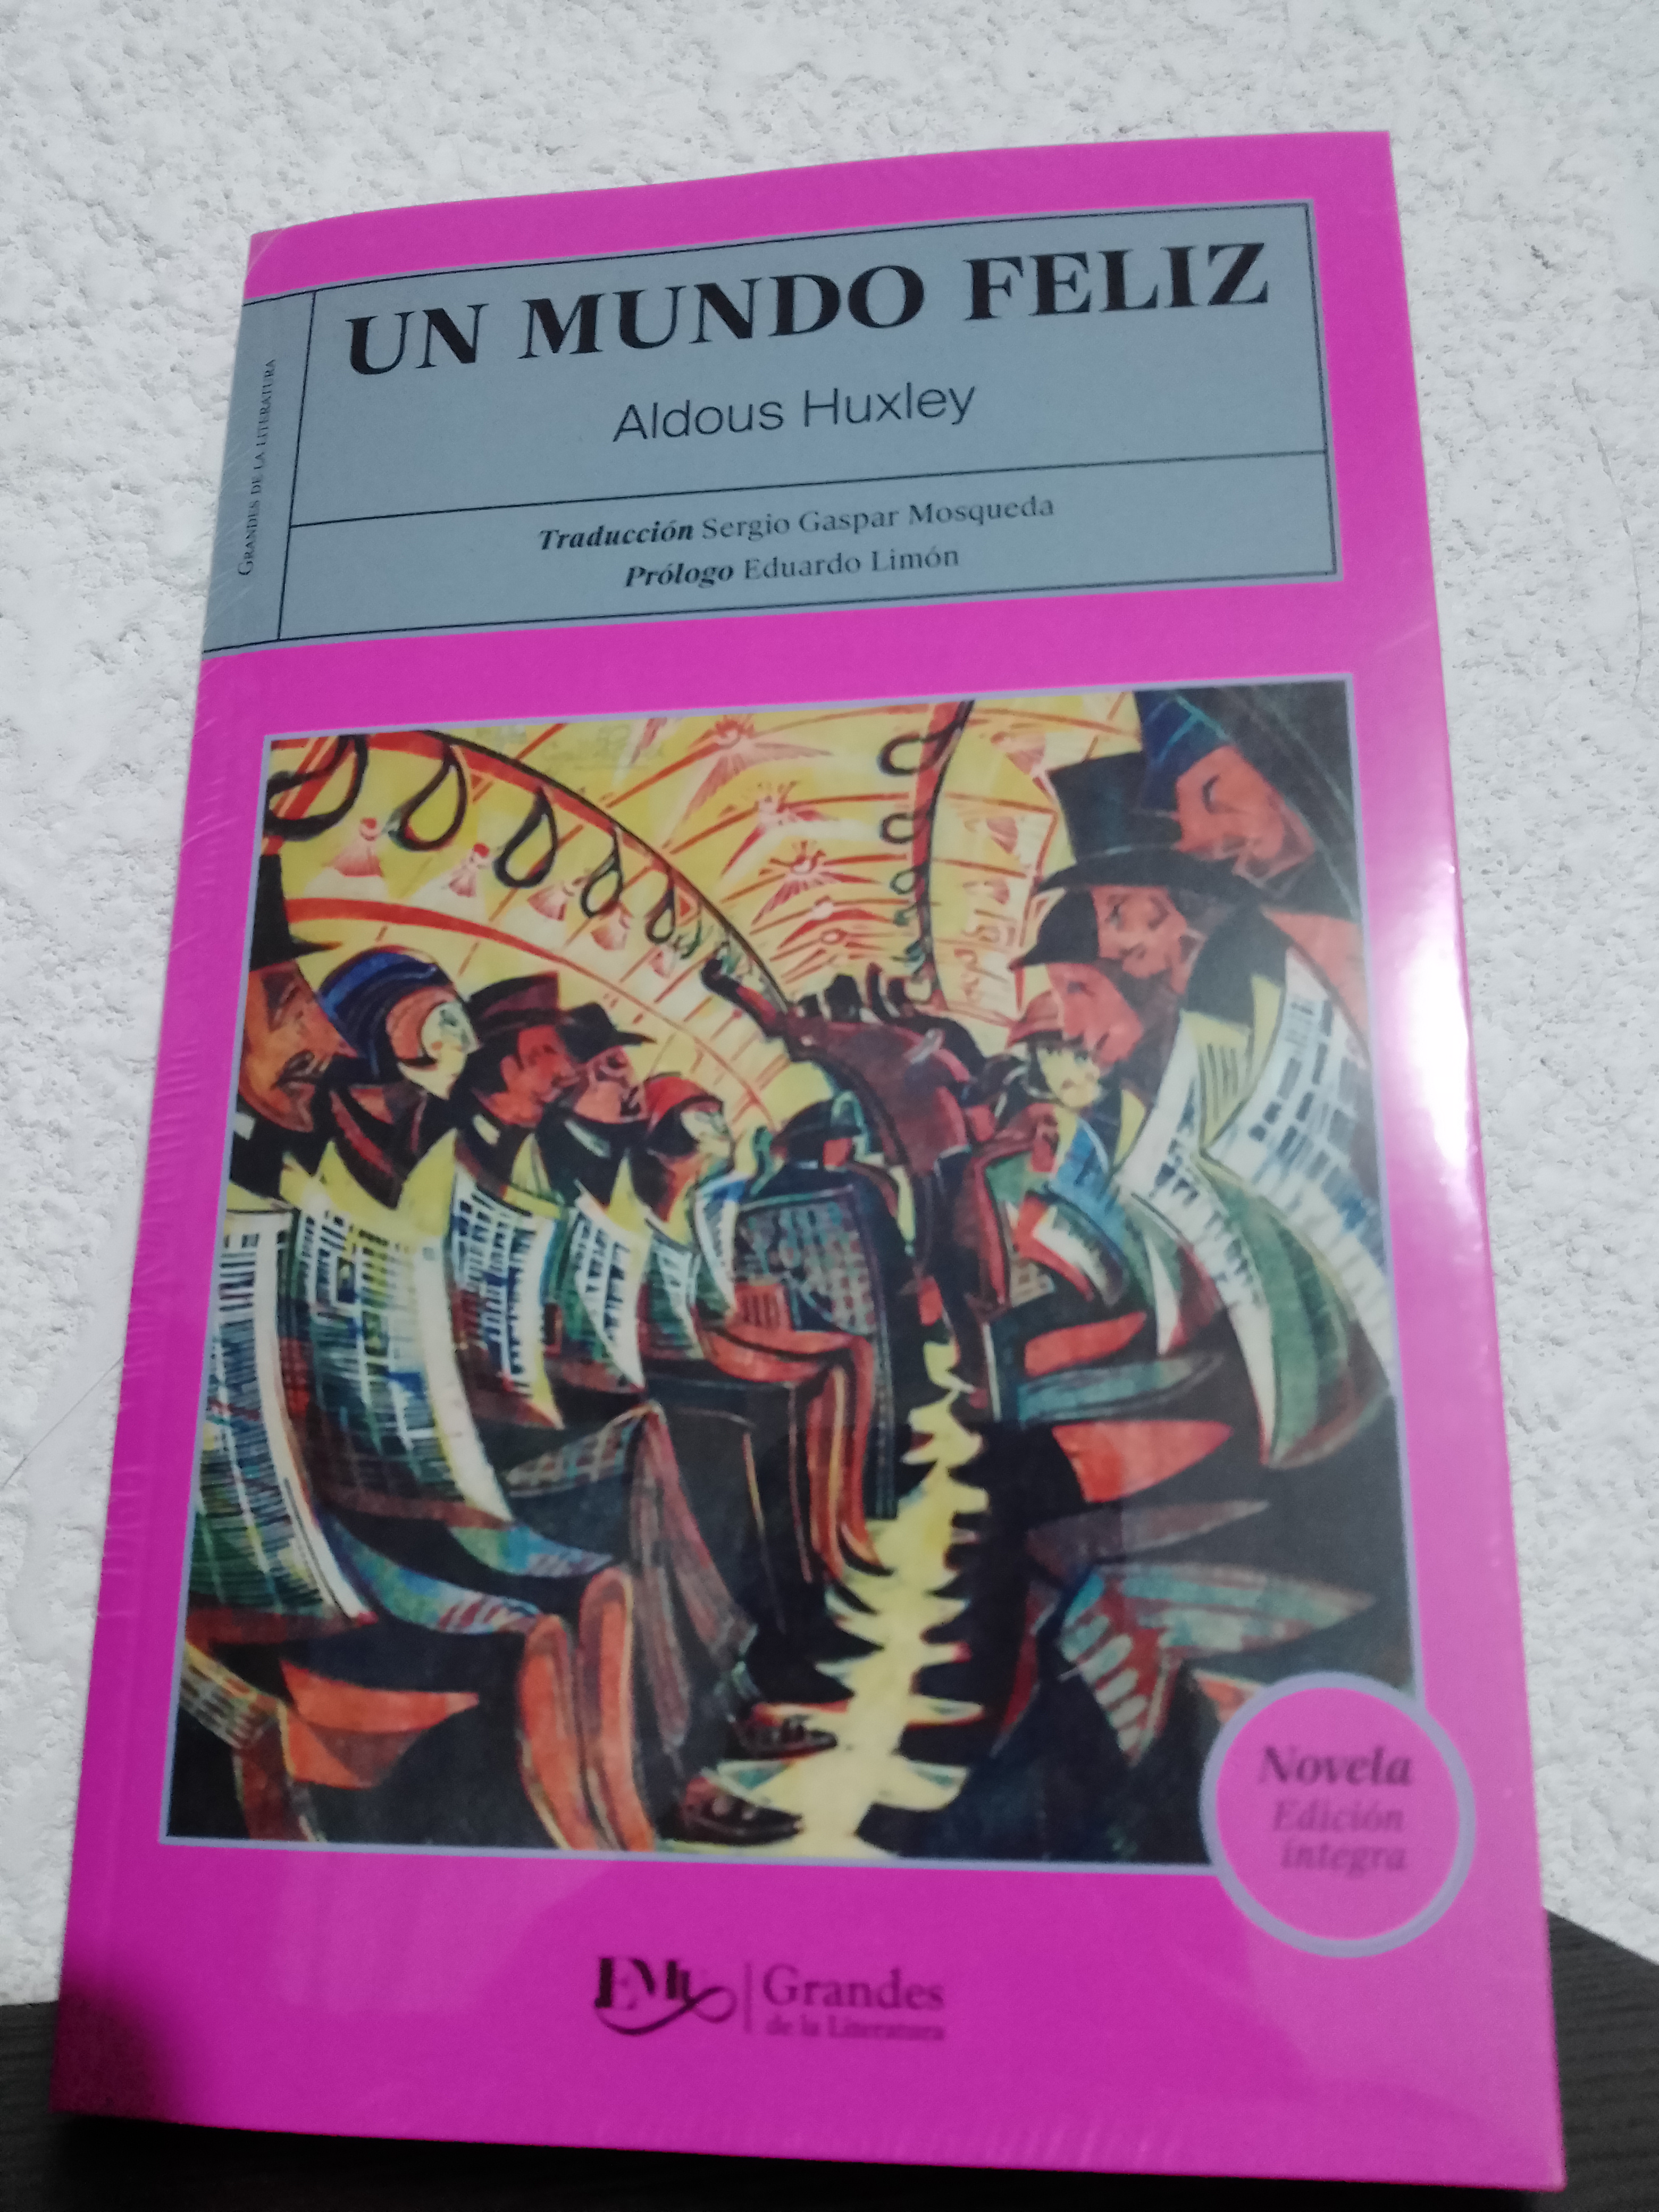 UN MUNDO FELIZ
Aldous Huxley
Traducción Sergio Gaspar Mosqueda
Prólogo Eduardo Limón
GRANDES DE LA LITERATURA
Novela
Edición
íntegra
EMU
Grandes
de la Literatura